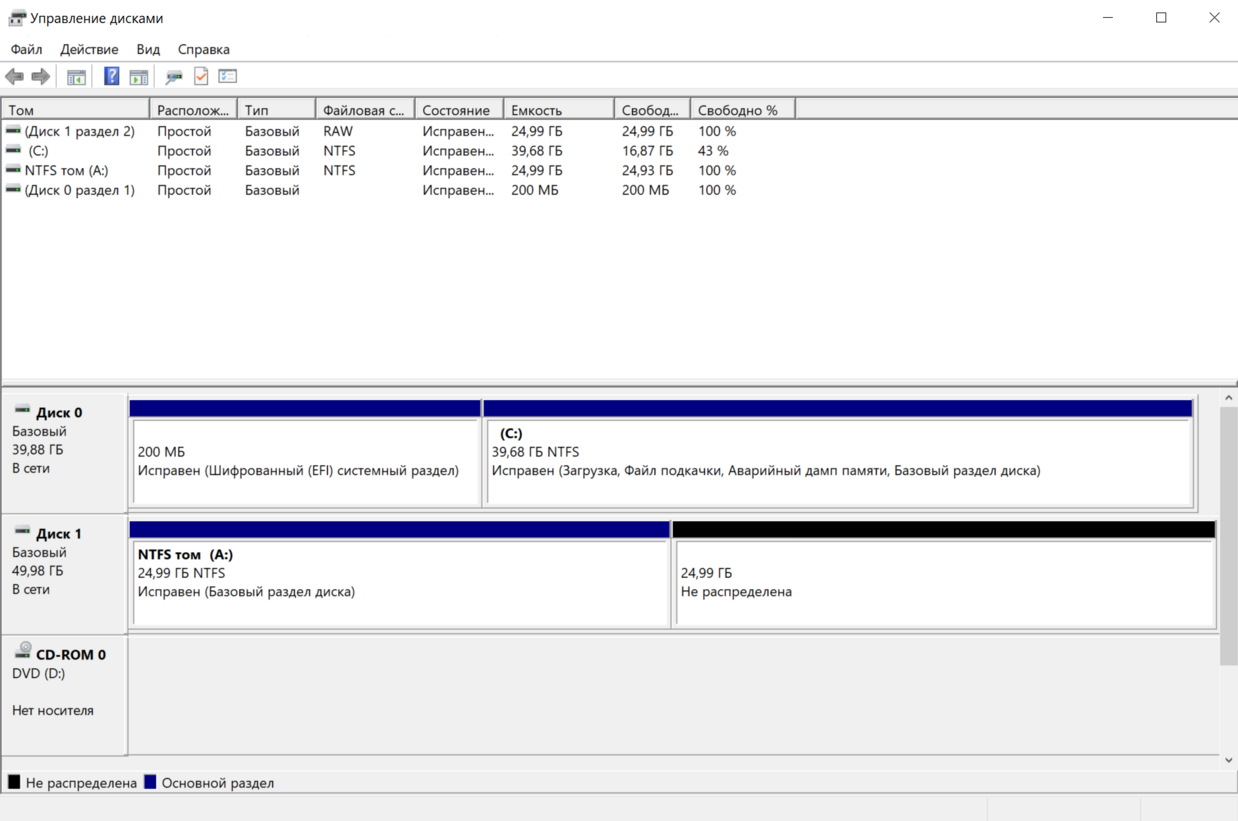 Управление дисками
Файл Действие Вид Справка
Том Располож... Тип Файловая с... Состояние Емкость Свобод... Свободно %
(Диск 1 раздел 2) Простой Базовый RAW Исправен... 24,99 ГБ 24,99 ГБ 100 %
(C:) Простой Базовый NTFS Исправен... 39,68 ГБ 16,87 ГБ 43 %
NTFS том (A:) Простой Базовый NTFS Исправен... 24,99 ГБ 24,93 ГБ 100 %
(Диск 0 раздел 1) Простой Базовый Исправен... 200 МБ 200 МБ 100 %
Диск 0
Базовый
39,88 ГБ
В сети
200 МБ
Исправен (Шифрованный (EFI) системный раздел)
(C:)
39,68 ГБ NTFS
Исправен (Загрузка, Файл подкачки, Аварийный дамп памяти, Базовый раздел диска)
Диск 1
Базовый
49,98 ГБ
В сети
NTFS том (A:)
24,99 ГБ NTFS
Исправен (Базовый раздел диска)
24,99 ГБ
Не распределена
CD-ROM 0
DVD (D:)
Нет носителя
Не распределена Основной раздел